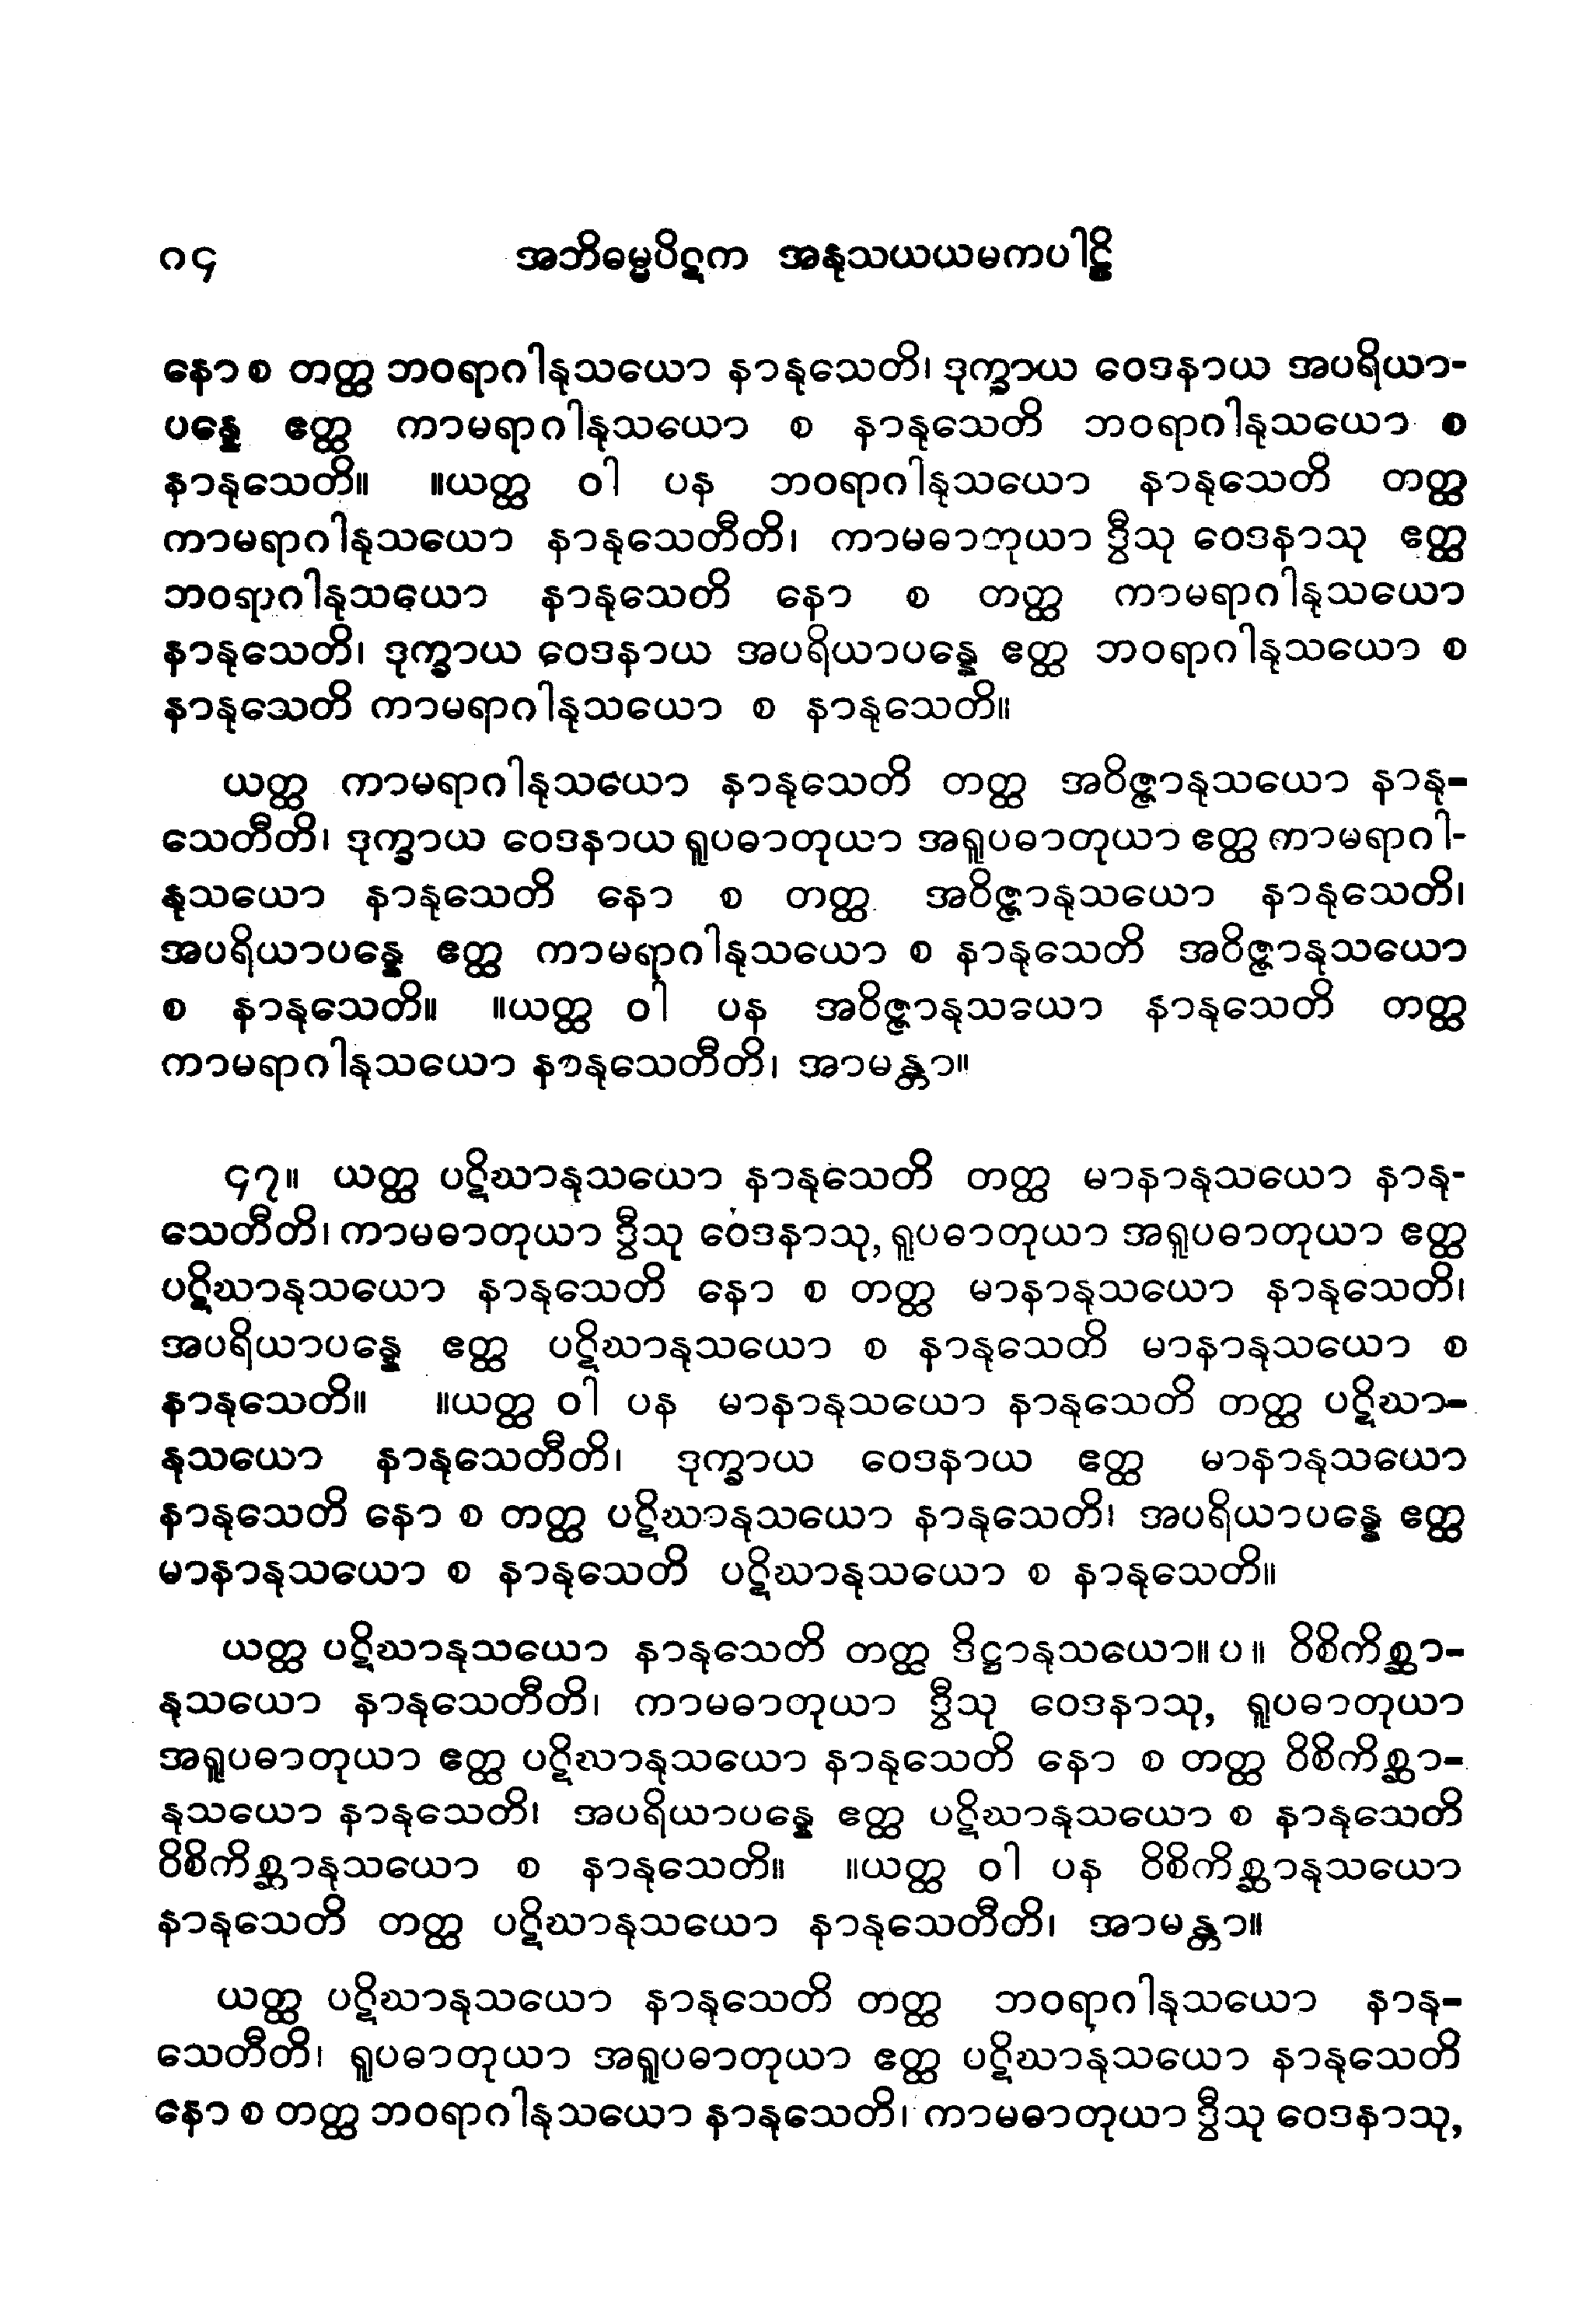 ဂ၄ အဘိဓမ္မပိဋက အနုသယယမကပါဠိ
နောစ တတ္ထ ဘဝရာဂါနုသယော နာနုသေတိ၊ ဒုက္ခာယ ဝေဒနာယ အပရိယာ-
ပန္နေ ဧတ္ထ ကာမရာဂါနုသယော စ နာနုသေတိ ဘဝရာဂါနုသယော စ
နာနုသေတိ။ ။ယတ္ထ ဝါ ပန ဘဝရာဂါနုသယော နာနုသေတိ တတ္ထ
ကာမရာဂါနုသယော နာနုသေတီတိ၊ ကာမဓာတုယာ ဒွီသု ဝေဒနာသု ဧတ္ထ
ဘဝရာဂါနုသယော နာနုသေတိ နော စ တတ္ထ ကာမရာဂါနုသယော
နာနုသေတိ၊ ဒုက္ခာယ ဝေဒနာယ အပရိယာပန္နေ ဧတ္ထ ဘဝရာဂါနုသယော စ
နာနုသေတိ ကာမရာဂါနုသယော စ နာနုသေတိ။
ယတ္ထ ကာမရာဂါနုသယော နာနုသေတိ တတ္ထ အဝိဇ္ဇာနုသယော နာနု-
သေတီတိ၊ ဒုက္ခာယ ဝေဒနာယ ရူပဓာတုယာ အရူပဓာတုယာ ဧတ္ထ ကာမရာဂါ-
နုသယော နာနုသေတိ နော စ တတ္ထ အဝိဇ္ဇာနုသယော နာနုသေတိ၊
အပရိယာပန္နေ ဧတ္ထ ကာမရာဂါနုသယော စ နာနုသေတိ အဝိဇ္ဇာနုသယော
စ နာနုသေတိ။ ။ယတ္ထ ဝါ ပန အဝိဇ္ဇာနုသယော နာနုသေတိ တတ္ထ
ကာမရာဂါနုသယော နာနုသေတီတိ၊ အာမန္တာ။
၄၇။ ယတ္ထ ပဋိဃာနုသယော နာနုသေတိ တတ္ထ မာနာနုသယော နာနု-
သေတီတိ၊ ကာမဓာတုယာ ဒွီသု ဝေဒနာသု, ရူပဓာတုယာ အရူပဓာတုယာ ဧတ္ထ
ပဋိဃာနုသယော နာနုသေတိ နော စ တတ္ထ မာနာနုသယော နာနုသေတိ၊
အပရိယာပန္နေ ဧတ္ထ ပဋိဃာနုသယော စ နာနုသေတိ မာနာနုသယော စ
နာနုသေတိ။ ။ယတ္ထ ဝါ ပန မာနာနုသယော နာနုသေတိ တတ္ထ ပဋိဃာ-
နုသယော နာနုသေတီတိ၊ ဒုက္ခာယ ဝေဒနာယ ဧတ္ထ မာနာနုသယော
နာနုသေတိ နော စ တတ္ထ ပဋိဃာနုသယော နာနုသေတိ၊ အပရိယာပန္နေ ဧတ္ထ
မာနာနုသယော စ နာနုသေတိ ပဋိဃာနုသယော စ နာနုသေတိ။
ယတ္ထ ပဋိဃာနုသယော နာနုသေတိ တတ္ထ ဒိဋ္ဌာနုသယော။ပ။ ဝိစိကိစ္ဆာ-
နုသယော နာနုသေတီတိ၊ ကာမဓာတုယာ ဒွီသု ဝေဒနာသု, ရူပဓာတုယာ
အရူပဓာတုယာ ဧတ္ထ ပဋိဃာနုသယော နာနုသေတိ နော စ တတ္ထ ဝိစိကိစ္ဆာ-
နုသယော နာနုသေတိ၊ အပရိယာပန္နေ ဧတ္ထ ပဋိဃာနုသယော စ နာနုသေတိ
ဝိစိကိစ္ဆာနုသယော စ နာနုသေတိ။ ။ယတ္ထ ဝါ ပန ဝိစိကိစ္ဆာနုသယော
နာနုသေတိ တတ္ထ ပဋိဃာနုသယော နာနုသေတီတိ၊ အာမန္တာ။
ယတ္ထ ပဋိဃာနုသယော နာနုသေတိ တတ္ထ ဘဝရာဂါနုသယော နာနု-
သေတီတိ၊ ရူပဓာတုယာ အရူပဓာတုယာ ဧတ္ထ ပဋိဃာနုသယော နာနုသေတိ
နော စ တတ္ထ ဘဝရာဂါနုသယော နာနုသေတိ၊ ကာမဓာတုယာ ဒွီသု ဝေဒနာသု,